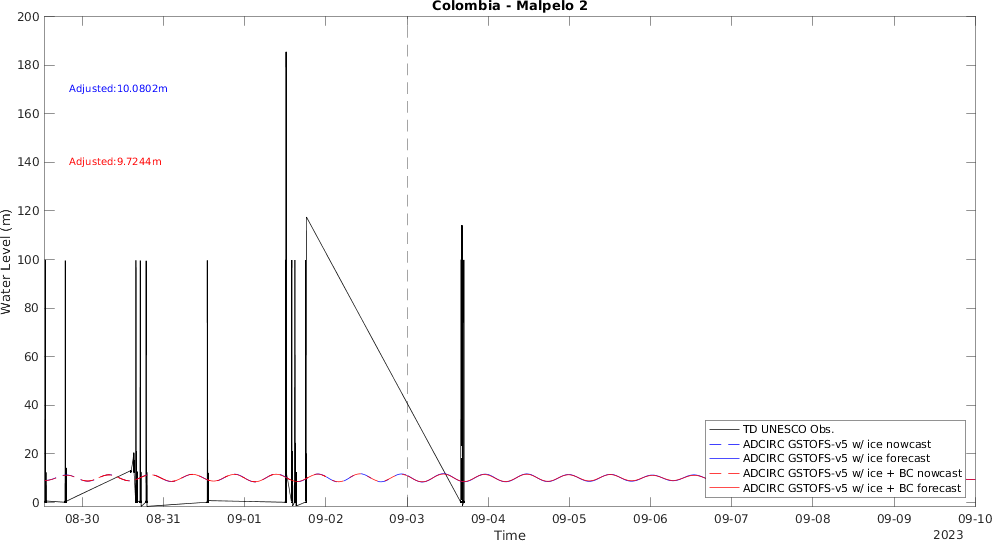 Colombia - Malpelo 2
200
180
160
140
120
100
80
60
40
20
0
Water Level (m)
Adjusted:10.0802m
Adjusted:9.7244m
TD UNESCO Obs.
ADCIRC GSTOFS-v5 w/ ice nowcast
ADCIRC GSTOFS-v5 w/ ice forecast
ADCIRC GSTOFS-v5 w/ ice + BC nowcast
ADCIRC GSTOFS-v5 w/ ice + BC forecast
08-30 08-31 09-01 09-02 09-03 09-04 09-05 09-06 09-07 09-08 09-09 09-10
Time
2023